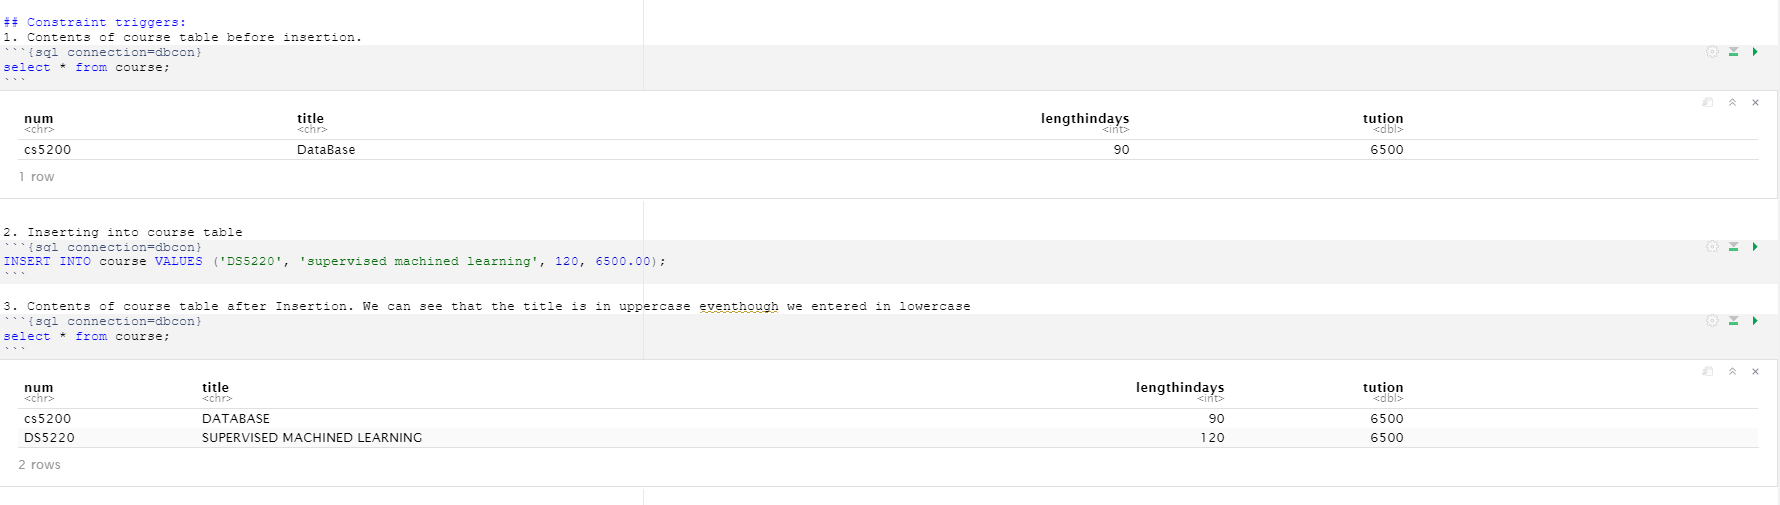 ## Constraint triggers:
1. Contents of course table before insertion.
```{sql connection=dbcon}
select * from course;
```
num title lengthindays tution
<chr> <chr> <int> <dbl>
cs5200 DataBase 90 6500
1 row
2. Inserting into course table
```{sql connection=dbcon}
INSERT INTO course VALUES ('DS5220', 'supervised machined learning', 120, 6500.00);
```
3. Contents of course table after Insertion. We can see that the title is in uppercase eventhough we entered in lowercase
```{sql connection=dbcon}
select * from course;
```
num title lengthindays tution
<chr> <chr> <int> <dbl>
cs5200 DATABASE 90 6500
DS5220 SUPERVISED MACHINED LEARNING 120 6500
2 rows